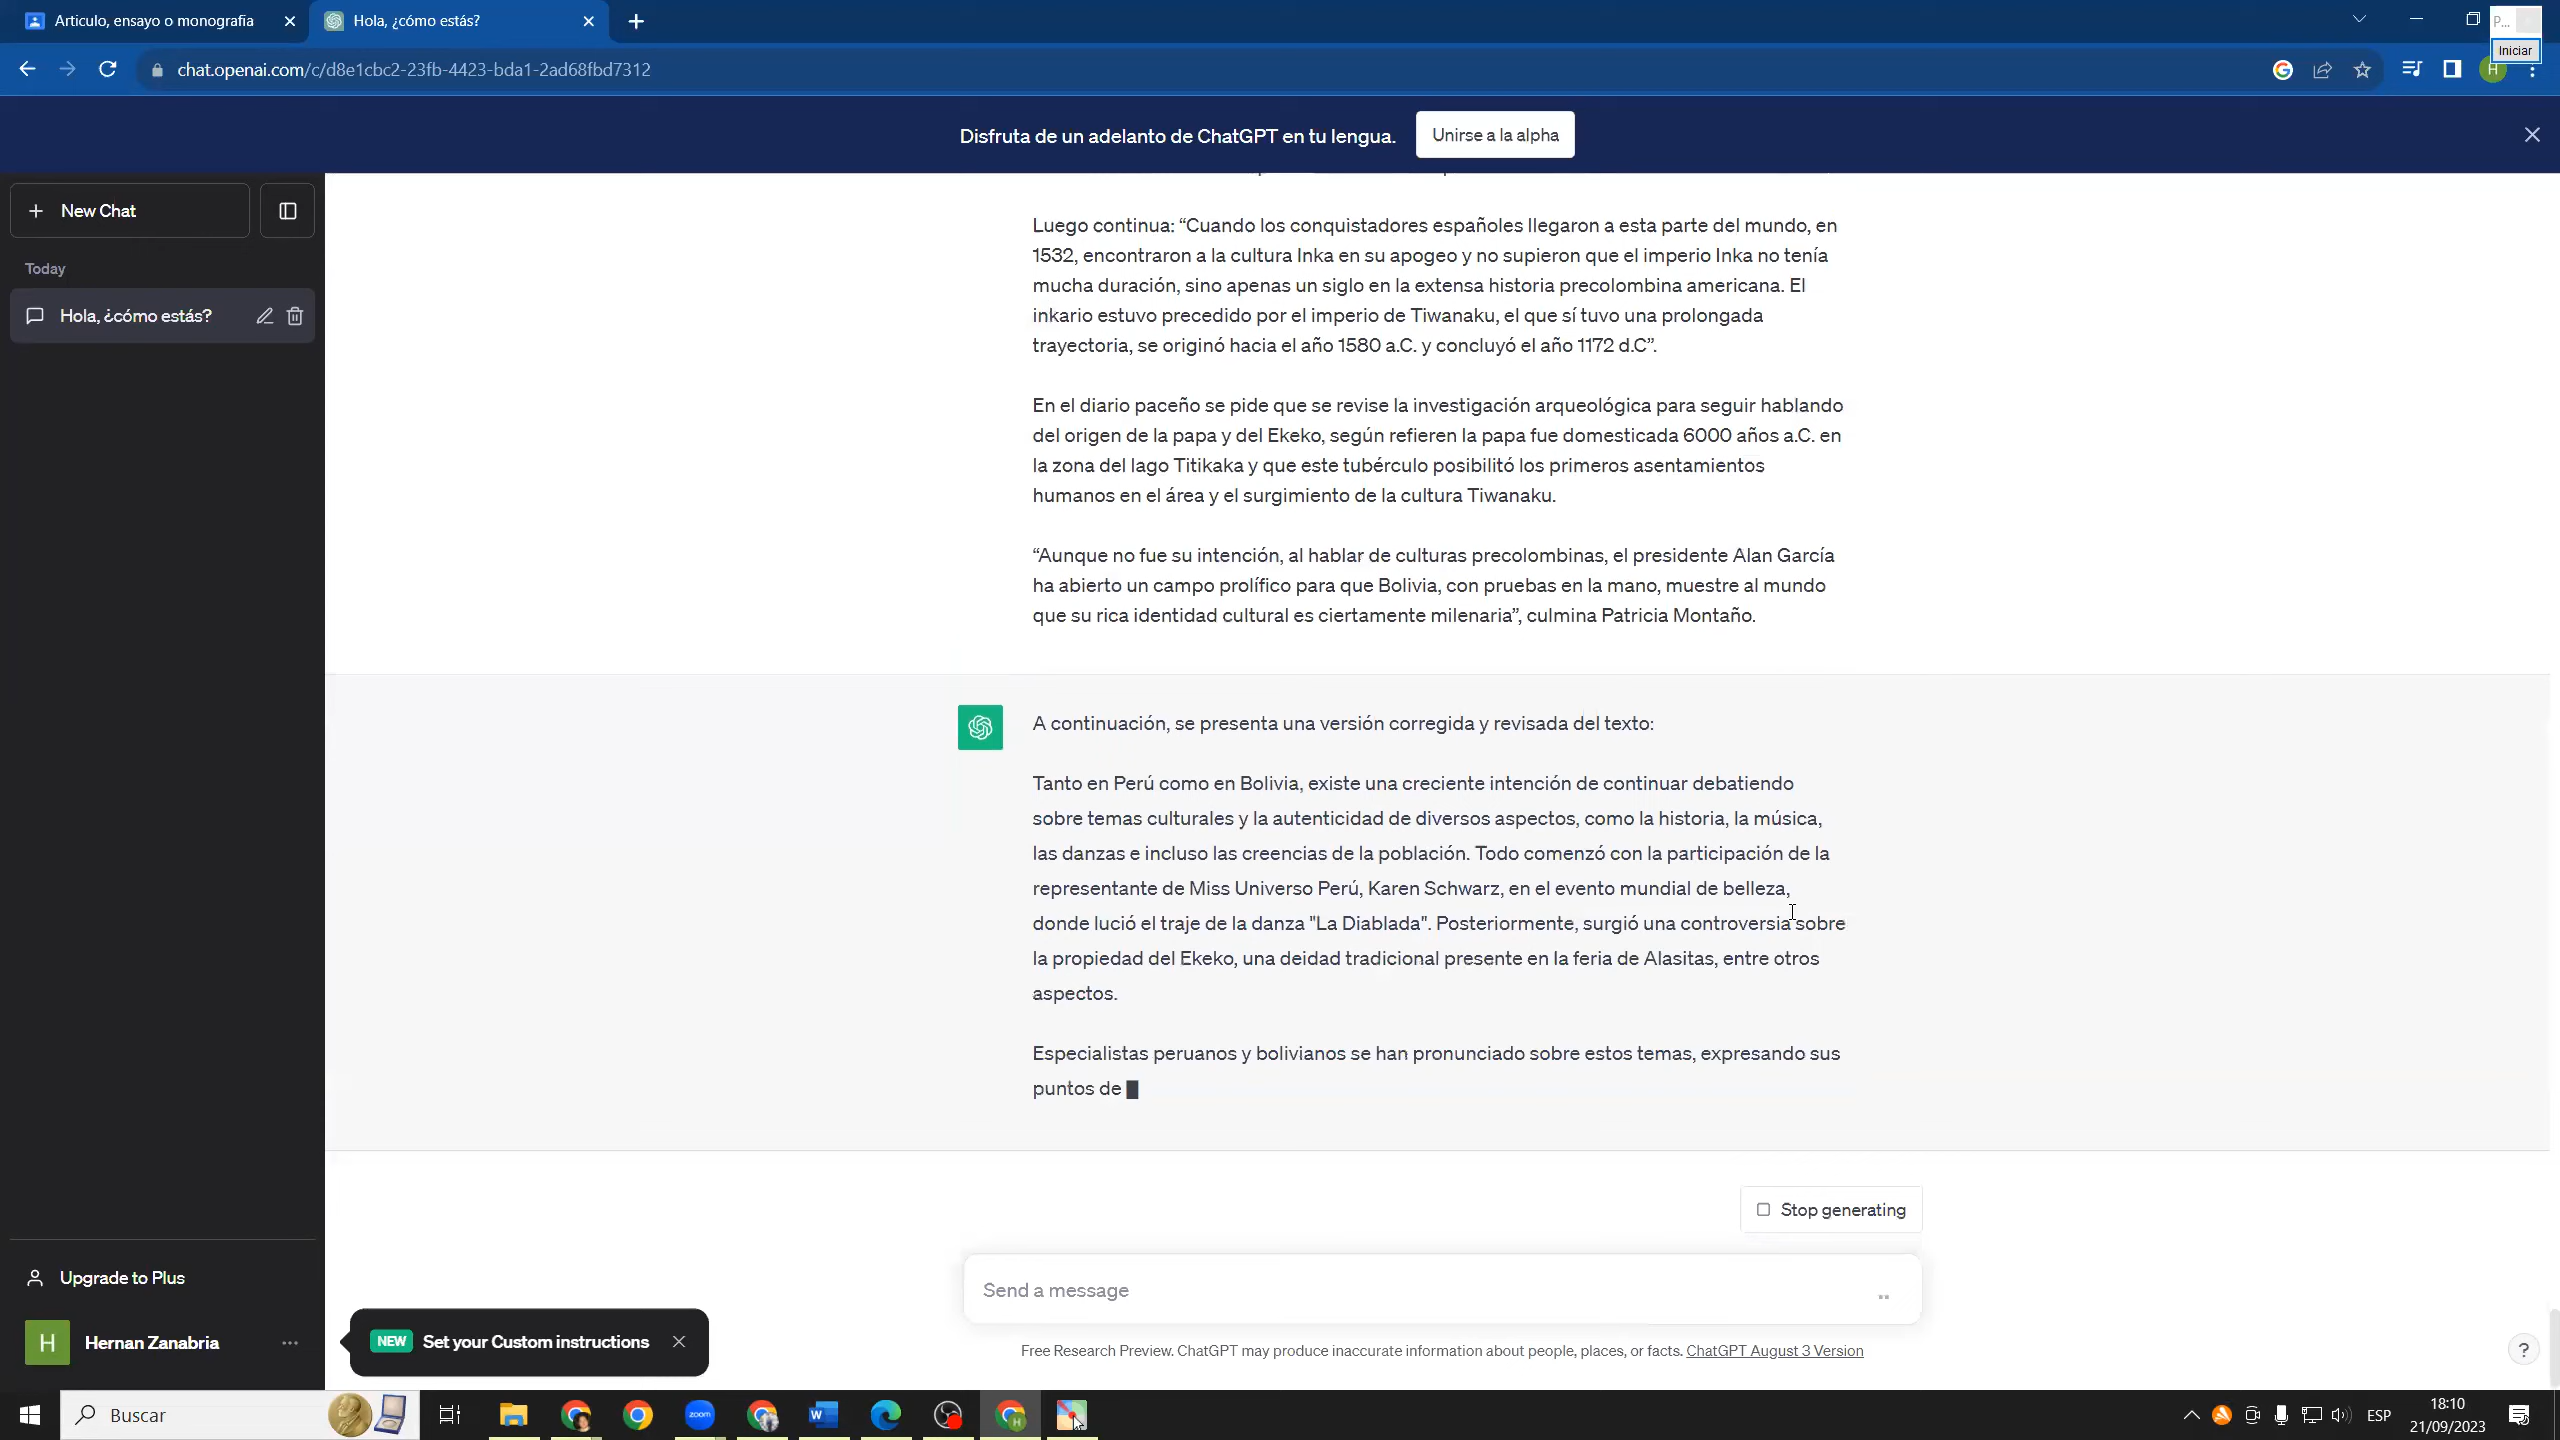 Articulo, ensayo o monografía
Hola, ¿cómo estás?
P...
Iniciar
chat.openai.com/c/d8e1cbc2-23fb-4423-bda1-2ad68fbd7312
H
Disfruta de un adelanto de ChatGPT en tu lengua.
Unirse a la alpha
New Chat
Today
Hola, ¿cómo estás?
Luego continua: “Cuando los conquistadores españoles llegaron a esta parte del mundo, en
1532, encontraron a la cultura Inka en su apogeo y no supieron que el imperio Inka no tenía
mucha duración, sino apenas un siglo en la extensa historia precolombina americana. El
inkario estuvo precedido por el imperio de Tiwanaku, el que sí tuvo una prolongada
trayectoria, se originó hacia el año 1580 a.C. y concluyó el año 1172 d.C”.
En el diario paceño se pide que se revise la investigación arqueológica para seguir hablando
del origen de la papa y del Ekeko, según refieren la papa fue domesticada 6000 años a.C. en
la zona del lago Titikaka y que este tubérculo posibilitó los primeros asentamientos
humanos en el área y el surgimiento de la cultura Tiwanaku.
“Aunque no fue su intención, al hablar de culturas precolombinas, el presidente Alan García
ha abierto un campo prolífico para que Bolivia, con pruebas en la mano, muestre al mundo
que su rica identidad cultural es ciertamente milenaria”, culmina Patricia Montaño.
A continuación, se presenta una versión corregida y revisada del texto:
Tanto en Perú como en Bolivia, existe una creciente intención de continuar debatiendo
sobre temas culturales y la autenticidad de diversos aspectos, como la historia, la música,
las danzas e incluso las creencias de la población. Todo comenzó con la participación de la
representante de Miss Universo Perú, Karen Schwarz, en el evento mundial de belleza,
donde lució el traje de la danza "La Diablada". Posteriormente, surgió una controversia sobre
la propiedad del Ekeko, una deidad tradicional presente en la feria de Alasitas, entre otros
aspectos.
Especialistas peruanos y bolivianos se han pronunciado sobre estos temas, expresando sus
puntos de
Stop generating
Send a message
Free Research Preview. ChatGPT may produce inaccurate information about people, places, or facts. ChatGPT August 3 Version
?
Upgrade to Plus
H
Hernan Zanabria
NEW Set your Custom instructions
Buscar
zoom
W
H
ESP
18:10
21/09/2023